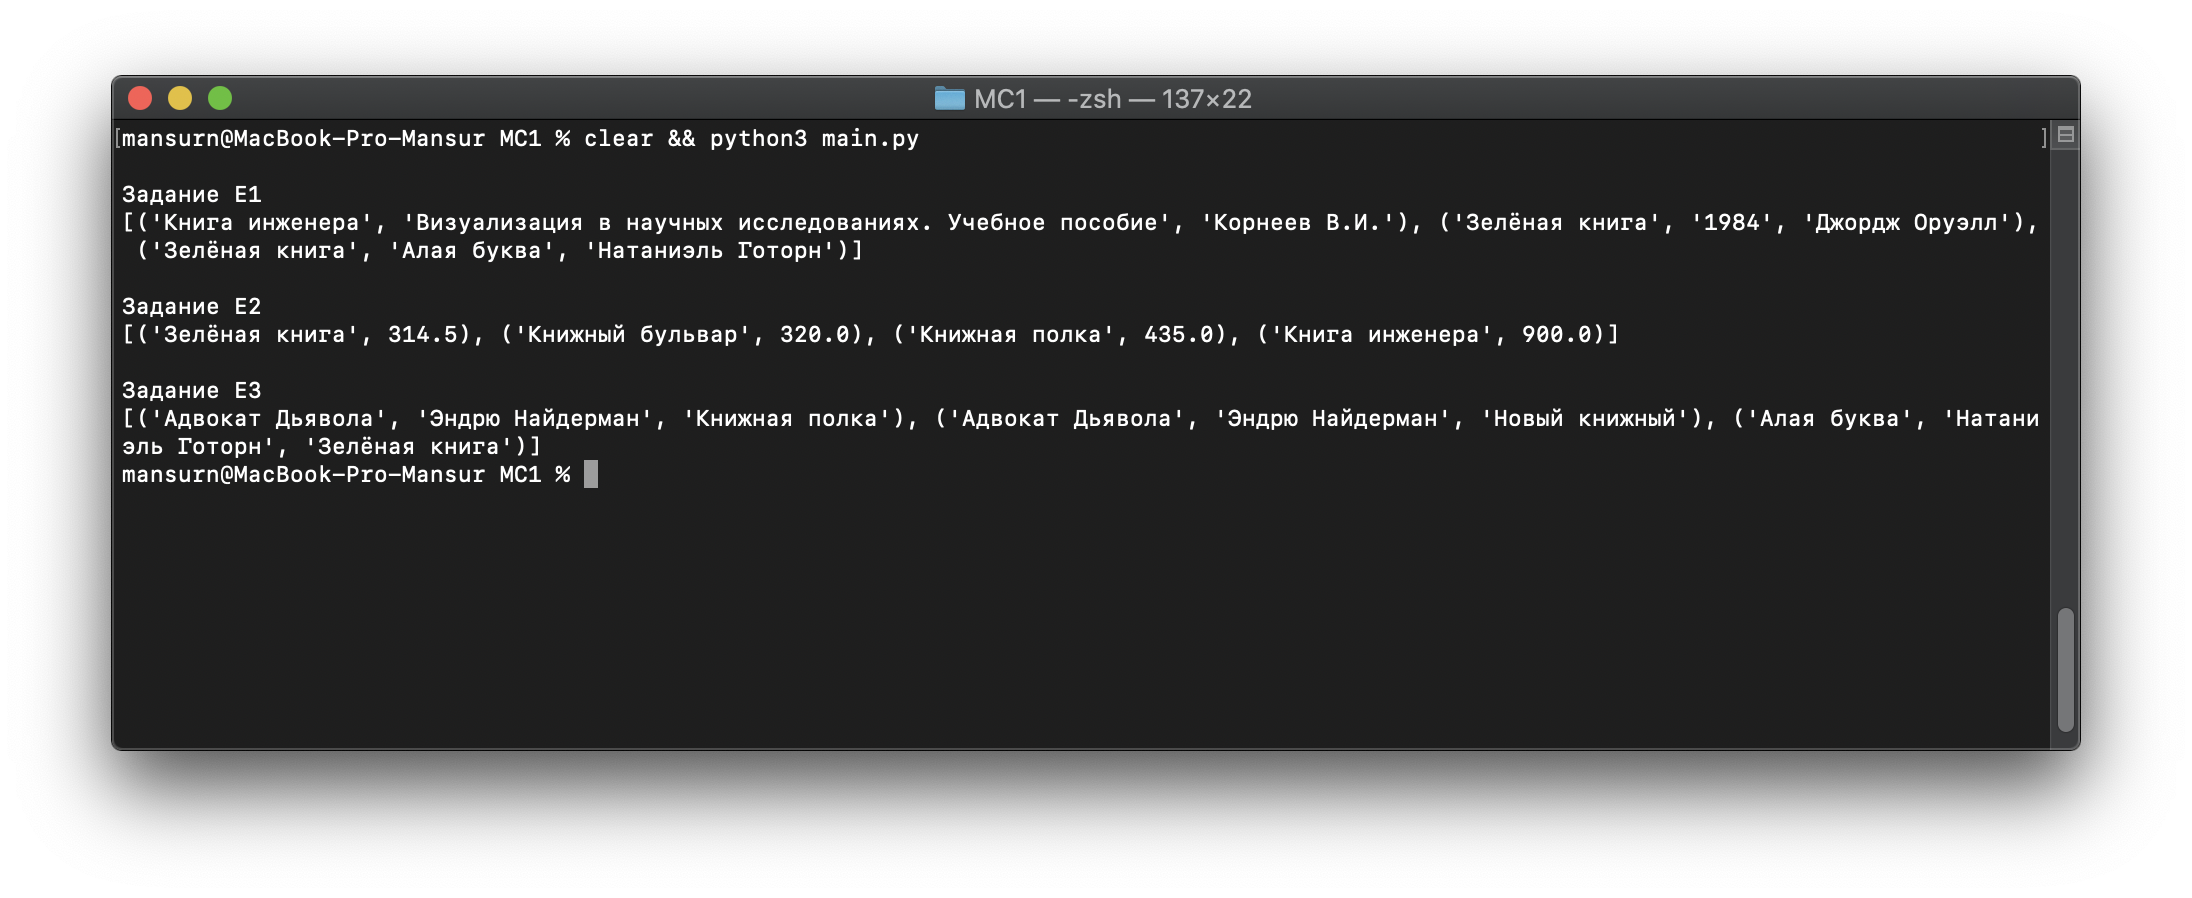 MC1 — -zsh — 137×22
[mansurn@MacBook-Pro-Mansur MC1 % clear && python3 main.py ]
Задание E1
[('Книга инженера', 'Визуализация в научных исследованиях. Учебное пособие', 'Корнеев В.И.'), ('Зелёная книга', '1984', 'Джордж Оруэлл'),
 ('Зелёная книга', 'Алая буква', 'Натаниэль Готорн')]
Задание E2
[('Зелёная книга', 314.5), ('Книжный бульвар', 320.0), ('Книжная полка', 435.0), ('Книга инженера', 900.0)]
Задание E3
[('Адвокат Дьявола', 'Эндрю Найдерман', 'Книжная полка'), ('Адвокат Дьявола', 'Эндрю Найдерман', 'Новый книжный'), ('Алая буква', 'Натани
эль Готорн', 'Зелёная книга')]
mansurn@MacBook-Pro-Mansur MC1 %